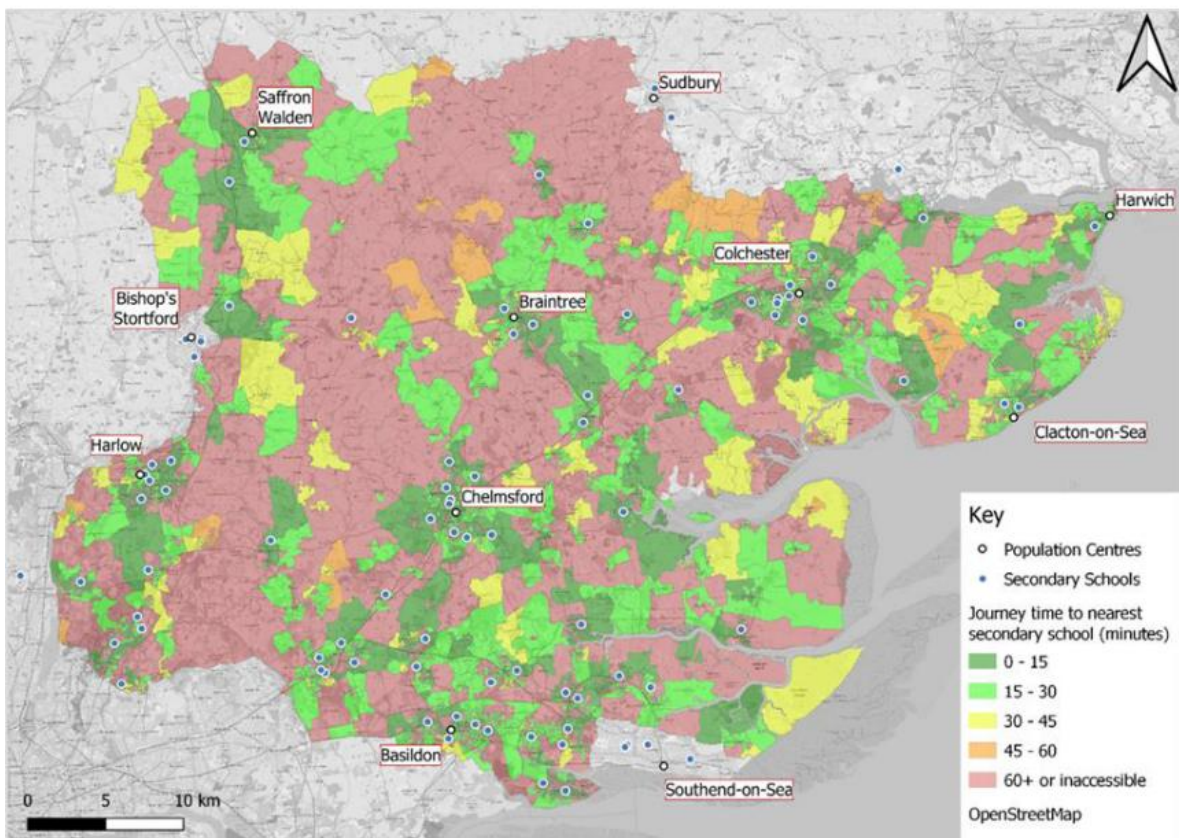 Sudbury
Saffron
Walden
Harwich
Colchester
Bishop's
Stortford
Braintree
Clacton-on-Sea
Harlow
Chelmsford
Basildon
Southend-on-Sea
Key
Population Centres
Secondary Schools
Journey time to nearest
secondary school (minutes)
0 - 15
15 - 30
30 - 45
45 - 60
60+ or inaccessible
OpenStreetMap
0 5 10 km